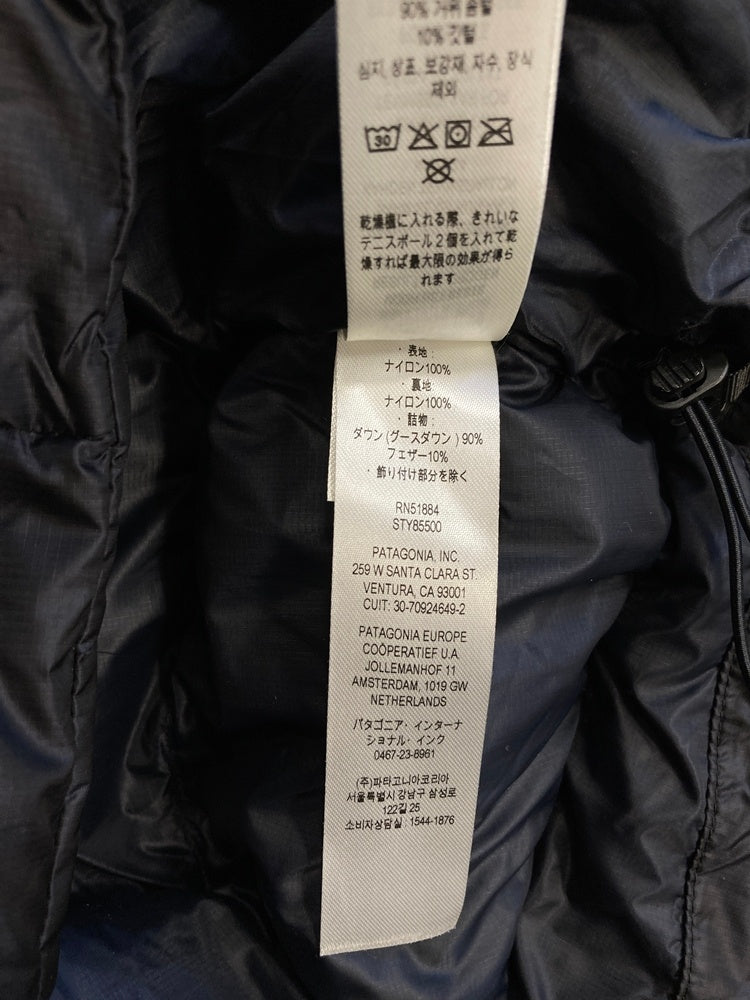 90% 거위 솜털
10% 깃털
심지, 상표, 보강재, 자수, 장식
제외
30
乾燥機に入れる際、きれいな
テニスボール2個を入れて乾
燥すれば最大限の効果が得ら
れます
・表地:
ナイロン100%
・裏地:
ナイロン100%
・詰物:
ダウン(グースダウン)90%
フェザー10%
・飾り付け部分を除く
RN51884
STY85500
PATAGONIA, INC.
259 W SANTA CLARA ST.
VENTURA, CA 93001
CUIT: 30-70924649-2
PATAGONIA EUROPE
COÖPERATIEF U.A.
JOLLEMANHOF 11
AMSTERDAM, 1019 GW
NETHERLANDS
パタゴニア・インターナ
ショナル・インク
0467-23-8961
(주)파타고니아코리아
서울특별시 강남구 삼성로
122길 25
소비자상담실 : 1544-1876